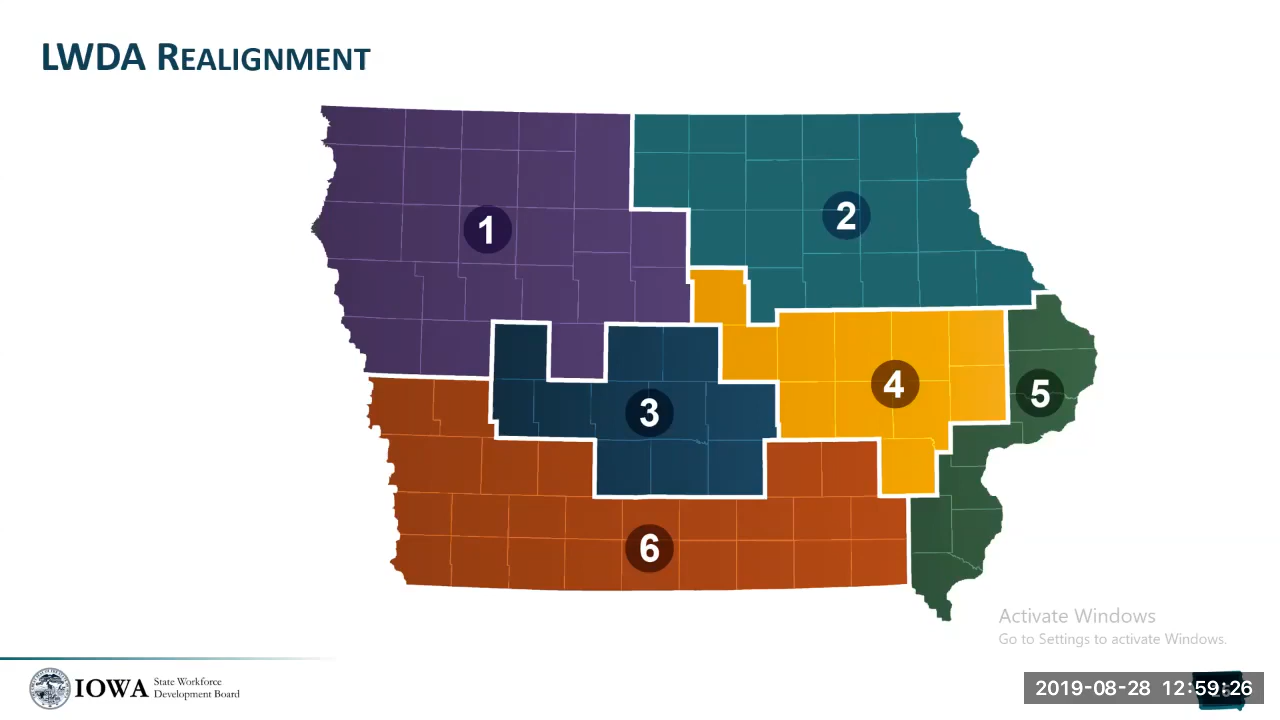 LWDA REALIGNMENT
1
2
3
4
5
6
Activate Windows
Go to Settings to activate Windows.
IOWA
State Workforce
Development Board
2019-08-28 12:59:26